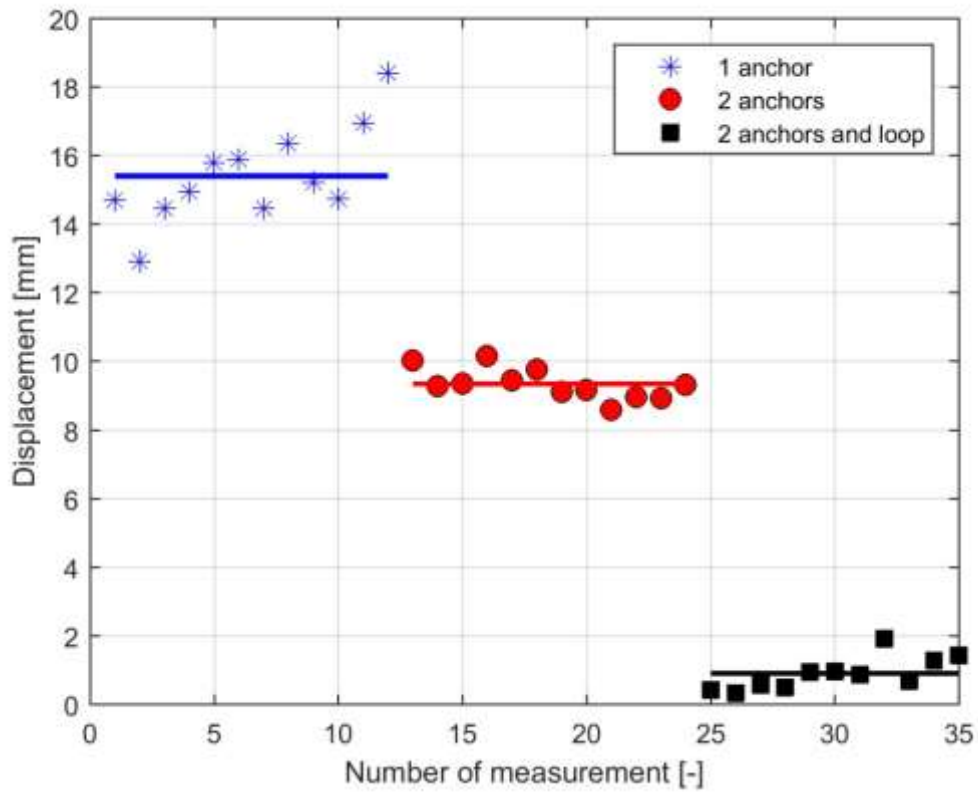 20
18
16
14
12
10
8
6
4
2
0
Displacement [mm]
1 anchor
2 anchors
2 anchors and loop
0 5 10 15 20 25 30 35
Number of measurement [-]